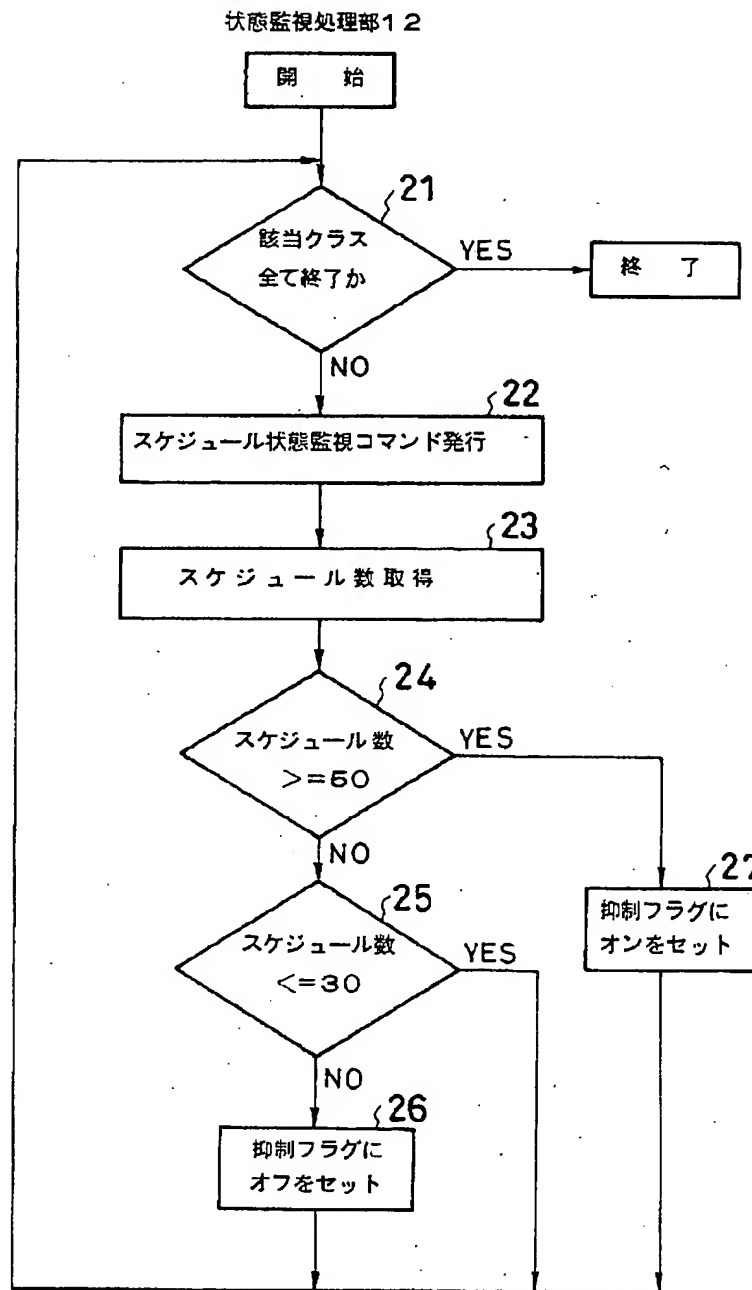 状態監視処理部12
開 始
21
該当クラス
全て終了か
YES
終 了
NO
22
スケジュール状態監視コマンド発行
23
スケジュール数取得
24
スケジュール数
>=50
YES
NO
27
抑制フラグに
オンをセット
25
スケジュール数
<=30
YES
NO
26
抑制フラグに
オフをセット